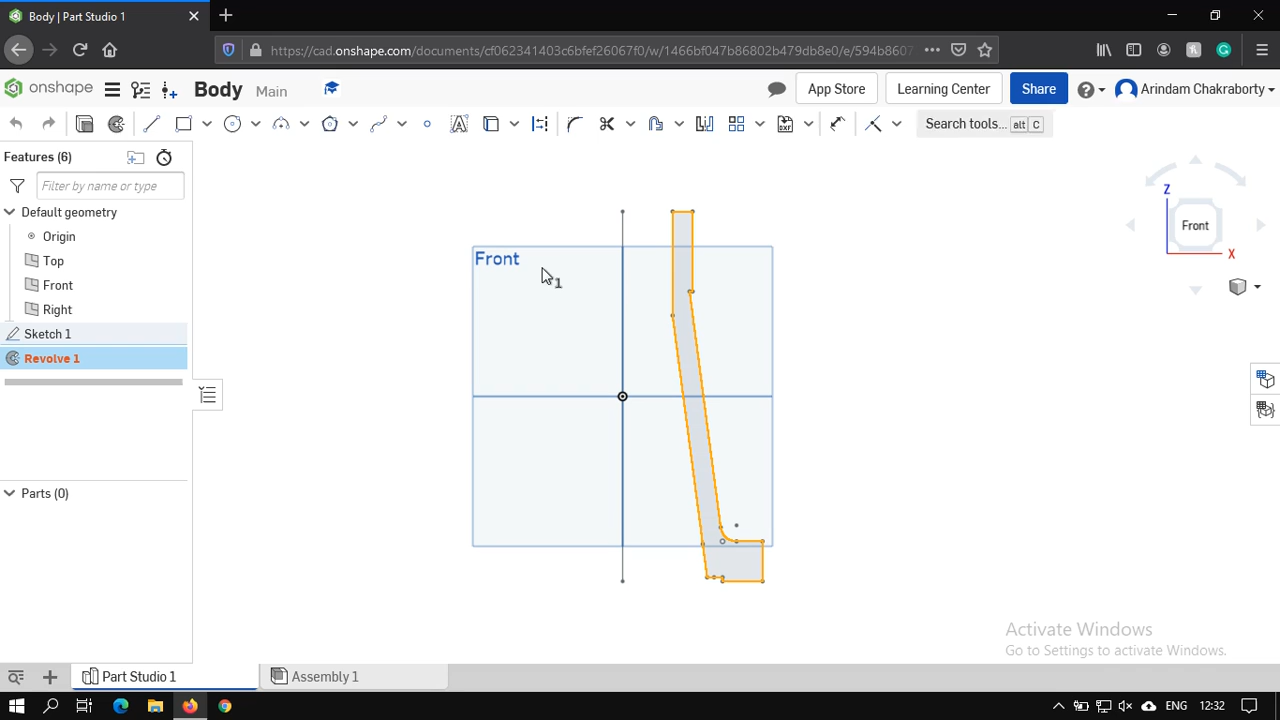 Body | Part Studio 1
https://cad.onshape.com/documents/cf062341403c6bfef26067f0/w/1466bf047b86802b479db8e0/e/594b8607
onshape
Body
Main
App Store
Learning Center
Share
Arindam Chakraborty
Search tools... alt C
Features (6)
Filter by name or type
Default geometry
Origin
Top
Front
Right
Sketch 1
Revolve 1
Parts (0)
Front
1
Z
Front
X
Activate Windows
Go to Settings to activate Windows.
Part Studio 1
Assembly 1
ENG
12:32